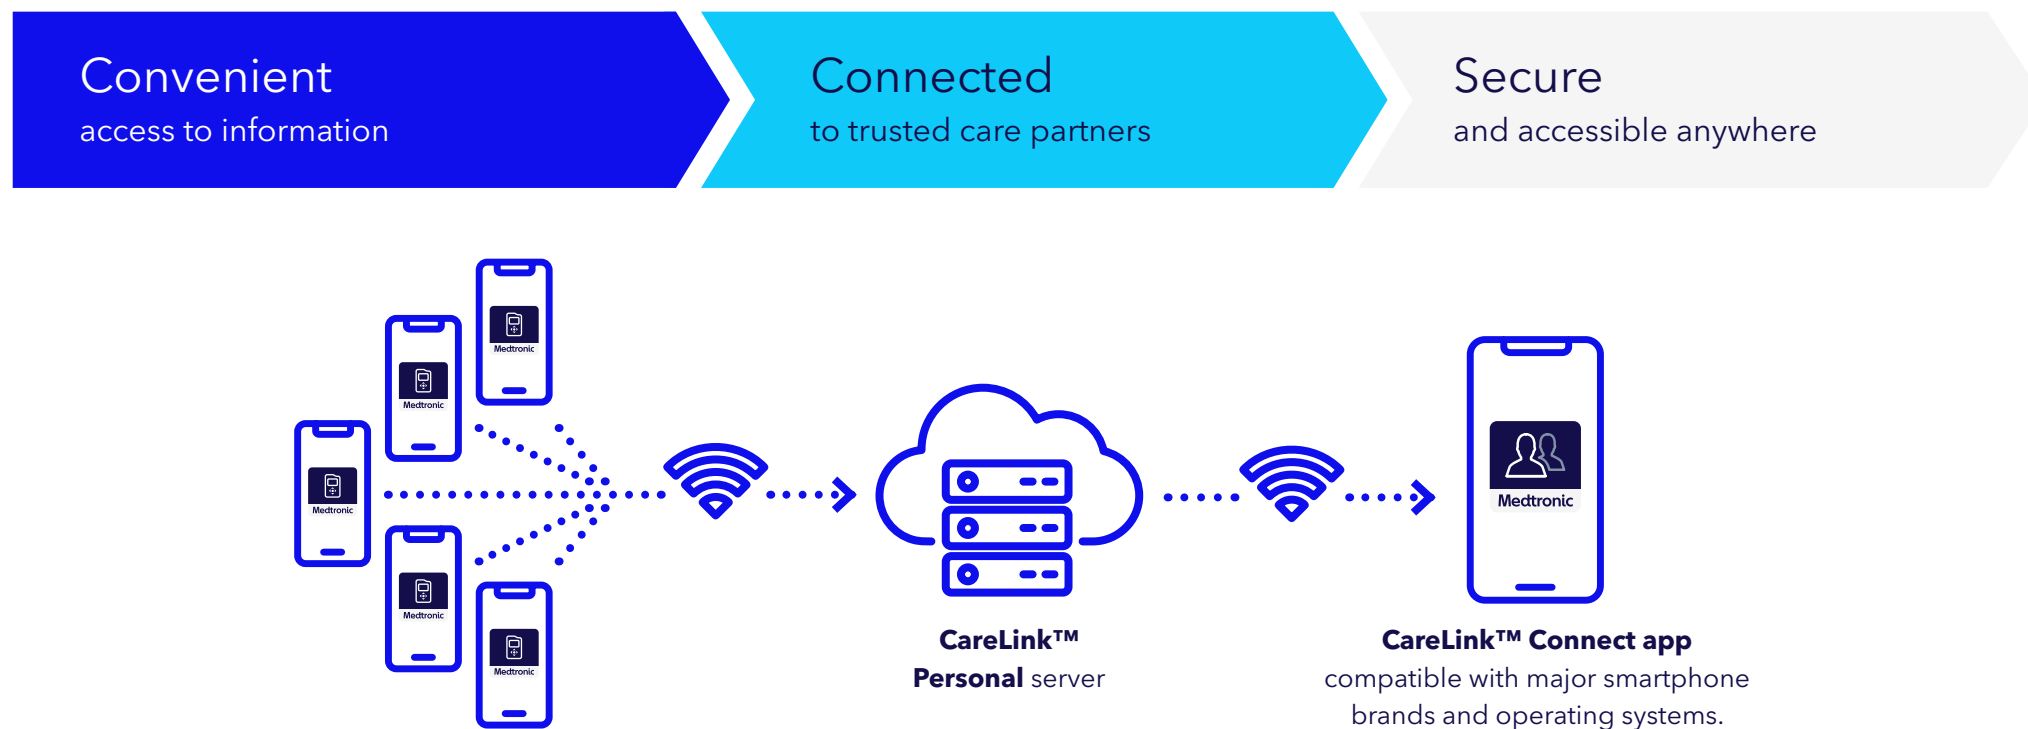 Convenient
access to information
Connected
to trusted care partners
Secure
and accessible anywhere
Medtronic
Medtronic
Medtronic
Medtronic
Medtronic
Medtronic
CareLink™
Personal server
CareLink™ Connect app
compatible with major smartphone
brands and operating systems.